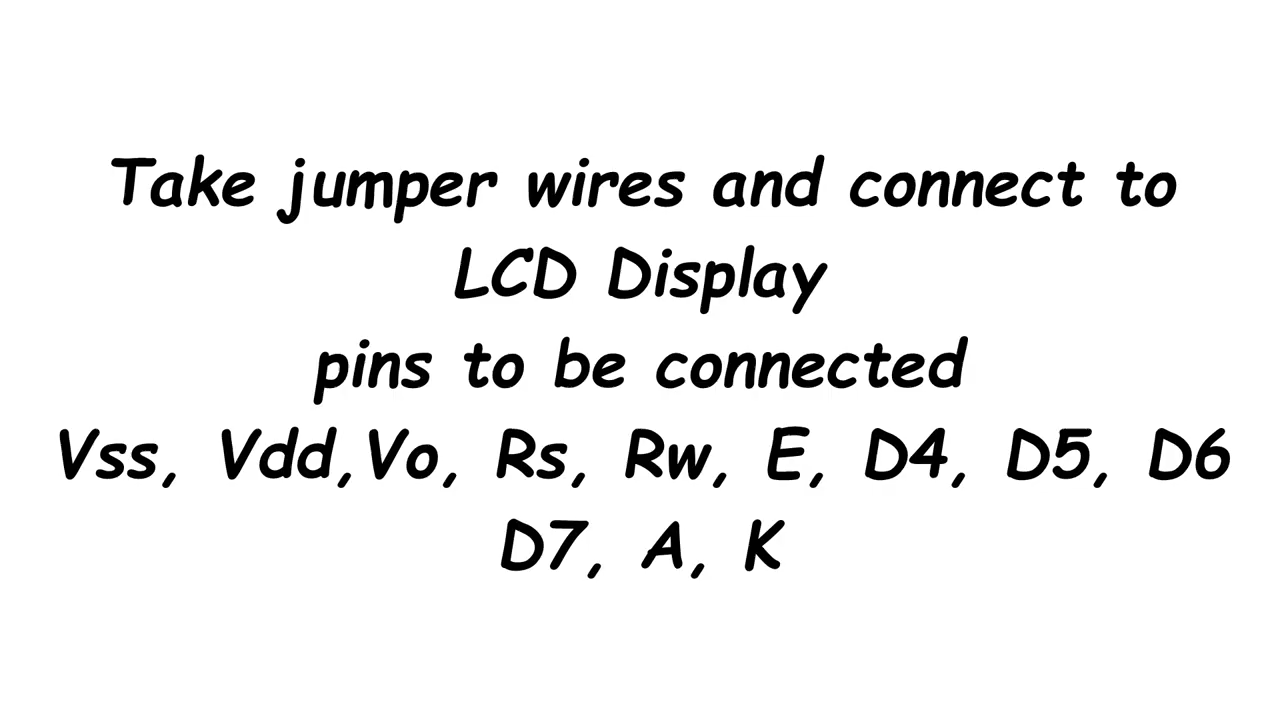 Take jumper wires and connect to
LCD Display
pins to be connected
Vss, Vdd,Vo, Rs, Rw, E, D4, D5, D6
D7, A, K